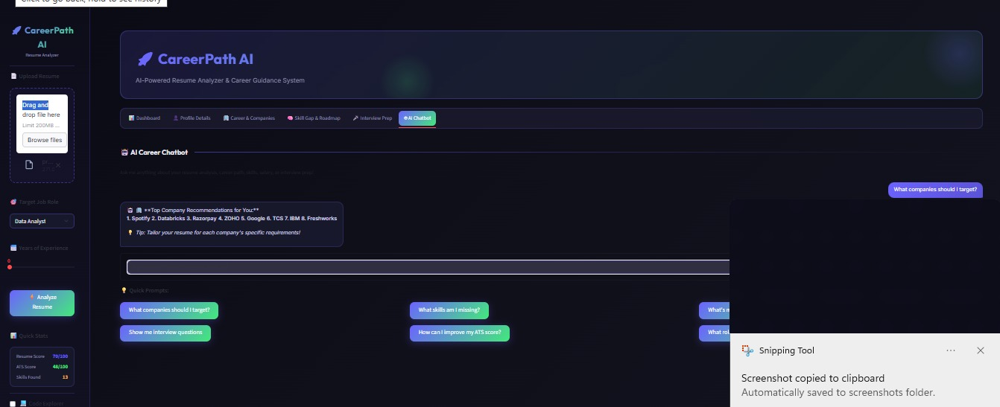 Click to go back, hold to see history
CareerPath
AI
Resume Analyzer
Upload Resume
Drag and
drop file here
Limit 200MB ...
Browse files
Target Job Role
Data Analyst
Years of Experience
0
Analyze
Resume
Quick Stats
Resume Score 70/100
ATS Score 48/100
Skills Found 13
Code Explorer
CareerPath AI
AI-Powered Resume Analyzer & Career Guidance System
Dashboard
Profile Details
Career & Companies
Skill Gap & Roadmap
Interview Prep
AI Chatbot
AI Career Chatbot
What companies should I target?
**Top Company Recommendations for You:**
1. Spotify 2. Databricks 3. Razorpay 4. ZOHO 5. Google 6. TCS 7. IBM 8. Freshworks
Tip: Tailor your resume for each company's specific requirements!
Quick Prompts:
What companies should I target?
What skills am I missing?
What's
Show me interview questions
How can I improve my ATS score?
What
Snipping Tool
Screenshot copied to clipboard
Automatically saved to screenshots folder.